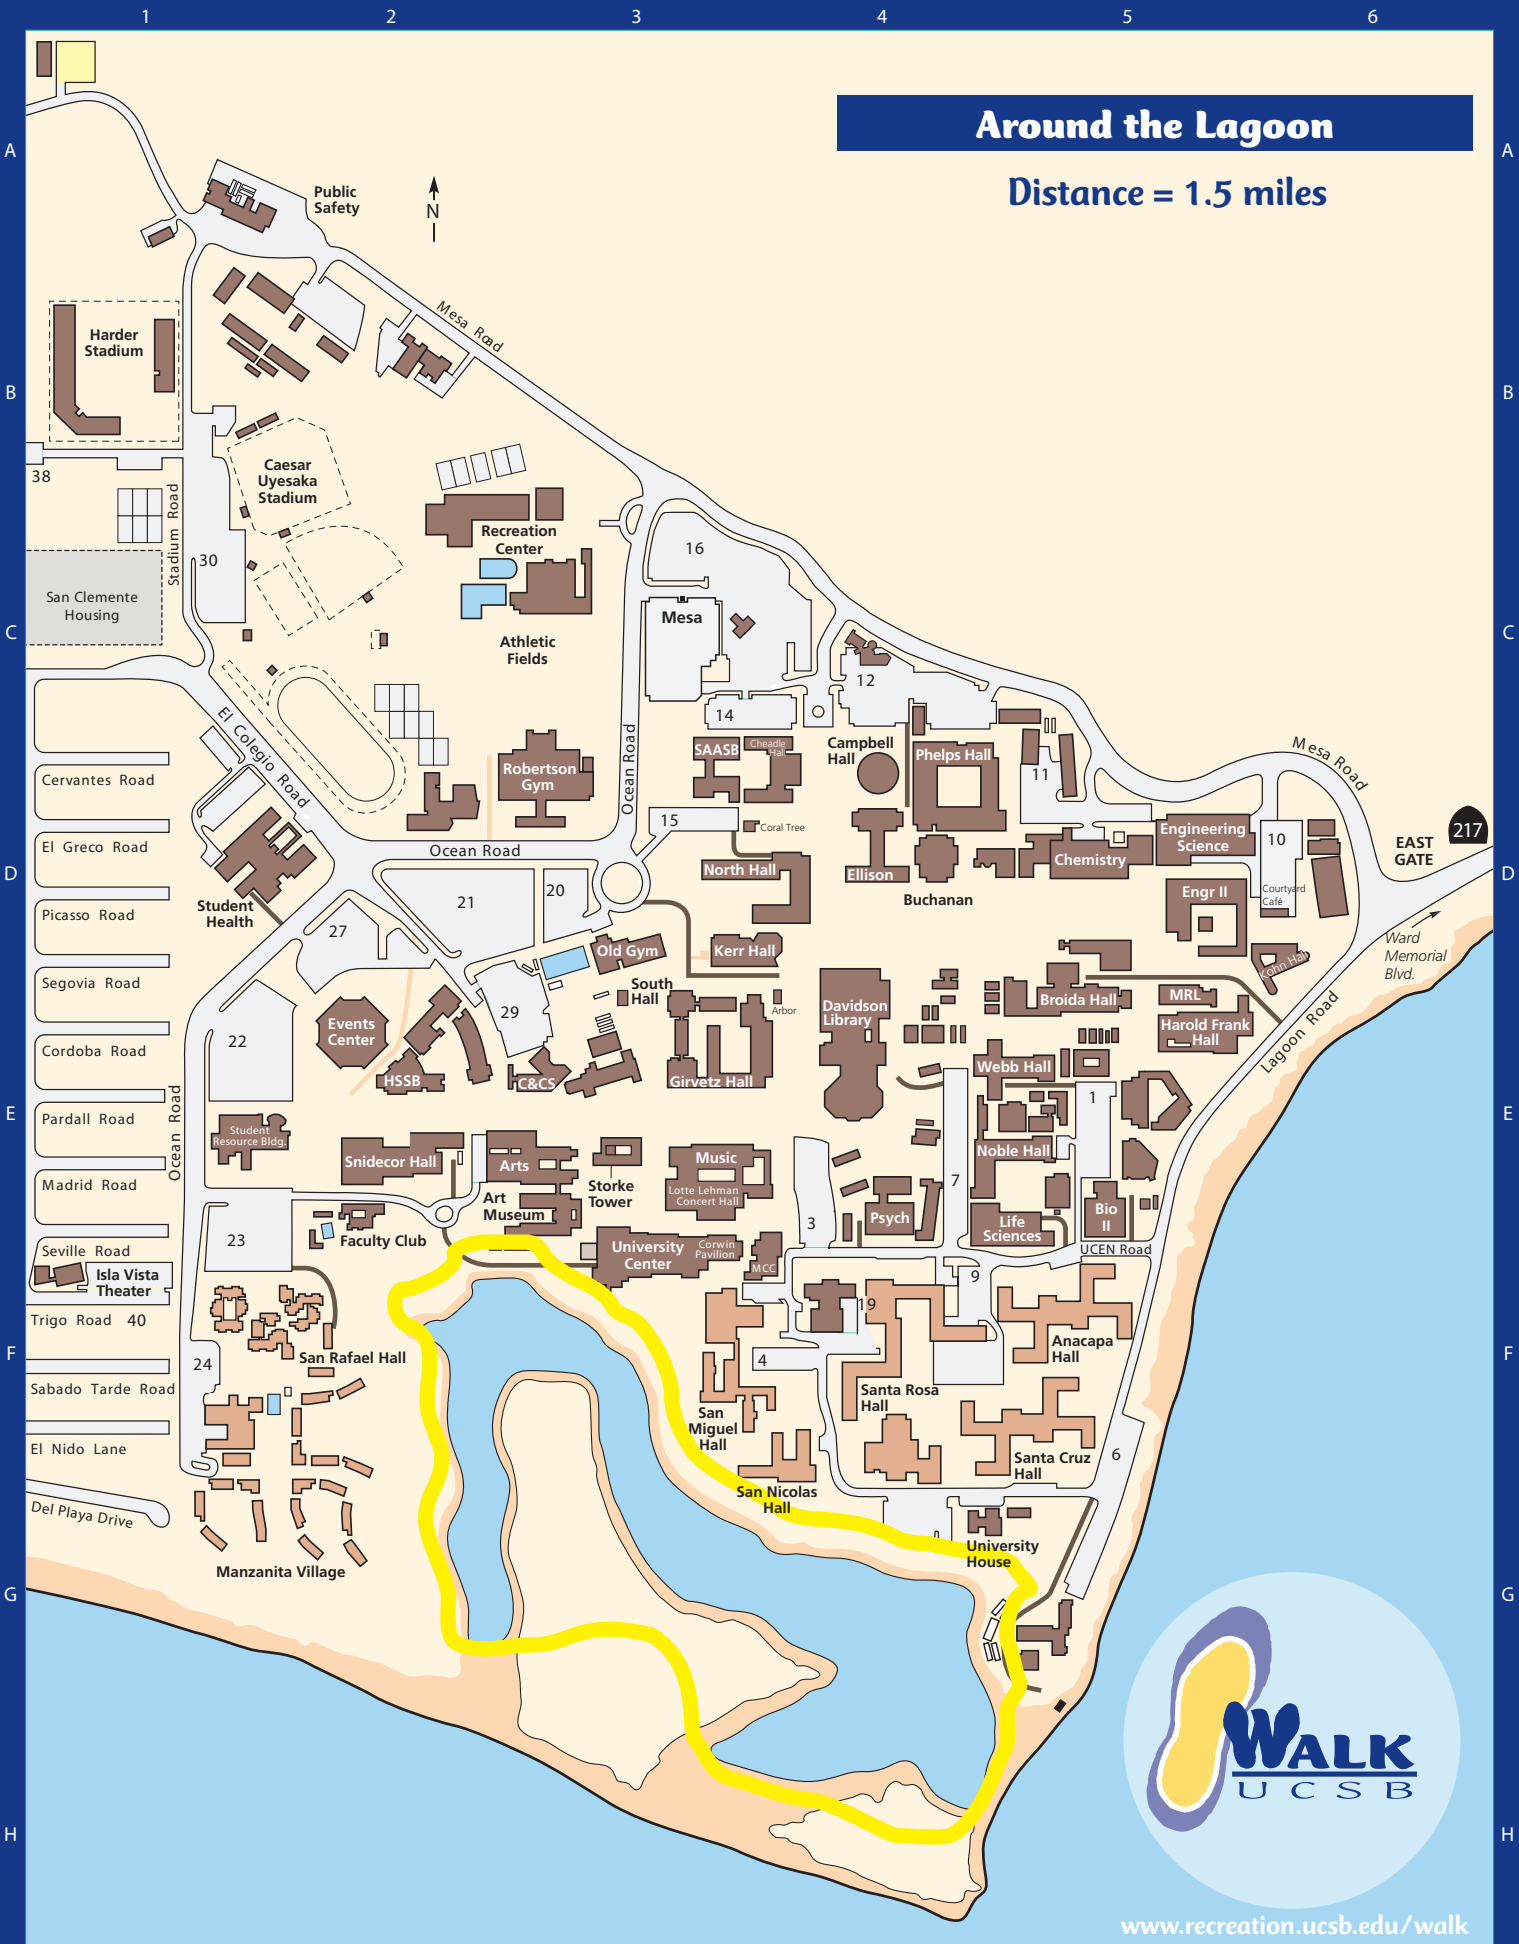 1 2 3 4 5 6
Around the Lagoon
Distance = 1.5 miles
A
A
Public
Safety
N
Mesa Road
Harder
Stadium
B
B
Caesar
Uyesaka
Stadium
38
Stadium Road
Recreation
Center
16
30
San Clemente
Housing
Mesa
C
C
Athletic
Fields
12
14
El Colegio Road
Ocean Road
SAASB
Cheadle
Hall
Campbell
Hall
Phelps Hall
11
Mesa Road
Cervantes Road
Robertson
Gym
15
Coral Tree
Engineering
Science
10
217
EAST
GATE
El Greco Road
Ocean Road
Chemistry
D
North Hall
Ellison
D
Buchanan
Engr II
Courtyard
Café
Student
Health
21
20
Picasso Road
27
Old Gym
Kerr Hall
Ward
Memorial
Blvd.
Kohn Hall
Segovia Road
South
Hall
Arbor
29
Davidson
Library
Broida Hall
MRL
Harold Frank
Hall
Lagoon Road
Events
Center
22
Cordoba Road
HSSB
C&CS
Girvetz Hall
Webb Hall
1
E
E
Pardall Road
Ocean Road
Student
Resource Bldg.
Snidecor Hall
Arts
Storke
Tower
Music
Lotte Lehman
Concert Hall
Noble Hall
7
Madrid Road
Art
Museum
3
Psych
Life
Sciences
Bio
II
UCEN Road
23
Faculty Club
University
Center
Corwin
Pavilion
MCC
Seville Road
Isla Vista
Theater
9
19
Trigo Road 40
Anacapa
Hall
F
F
24
San Rafael Hall
4
Sabado Tarde Road
Santa Rosa
Hall
San
Miguel
Hall
El Nido Lane
Santa Cruz
Hall
6
San Nicolas
Hall
Del Playa Drive
University
House
Manzanita Village
G
G
WALK
UCSB
H
H
www.recreation.ucsb.edu/walk